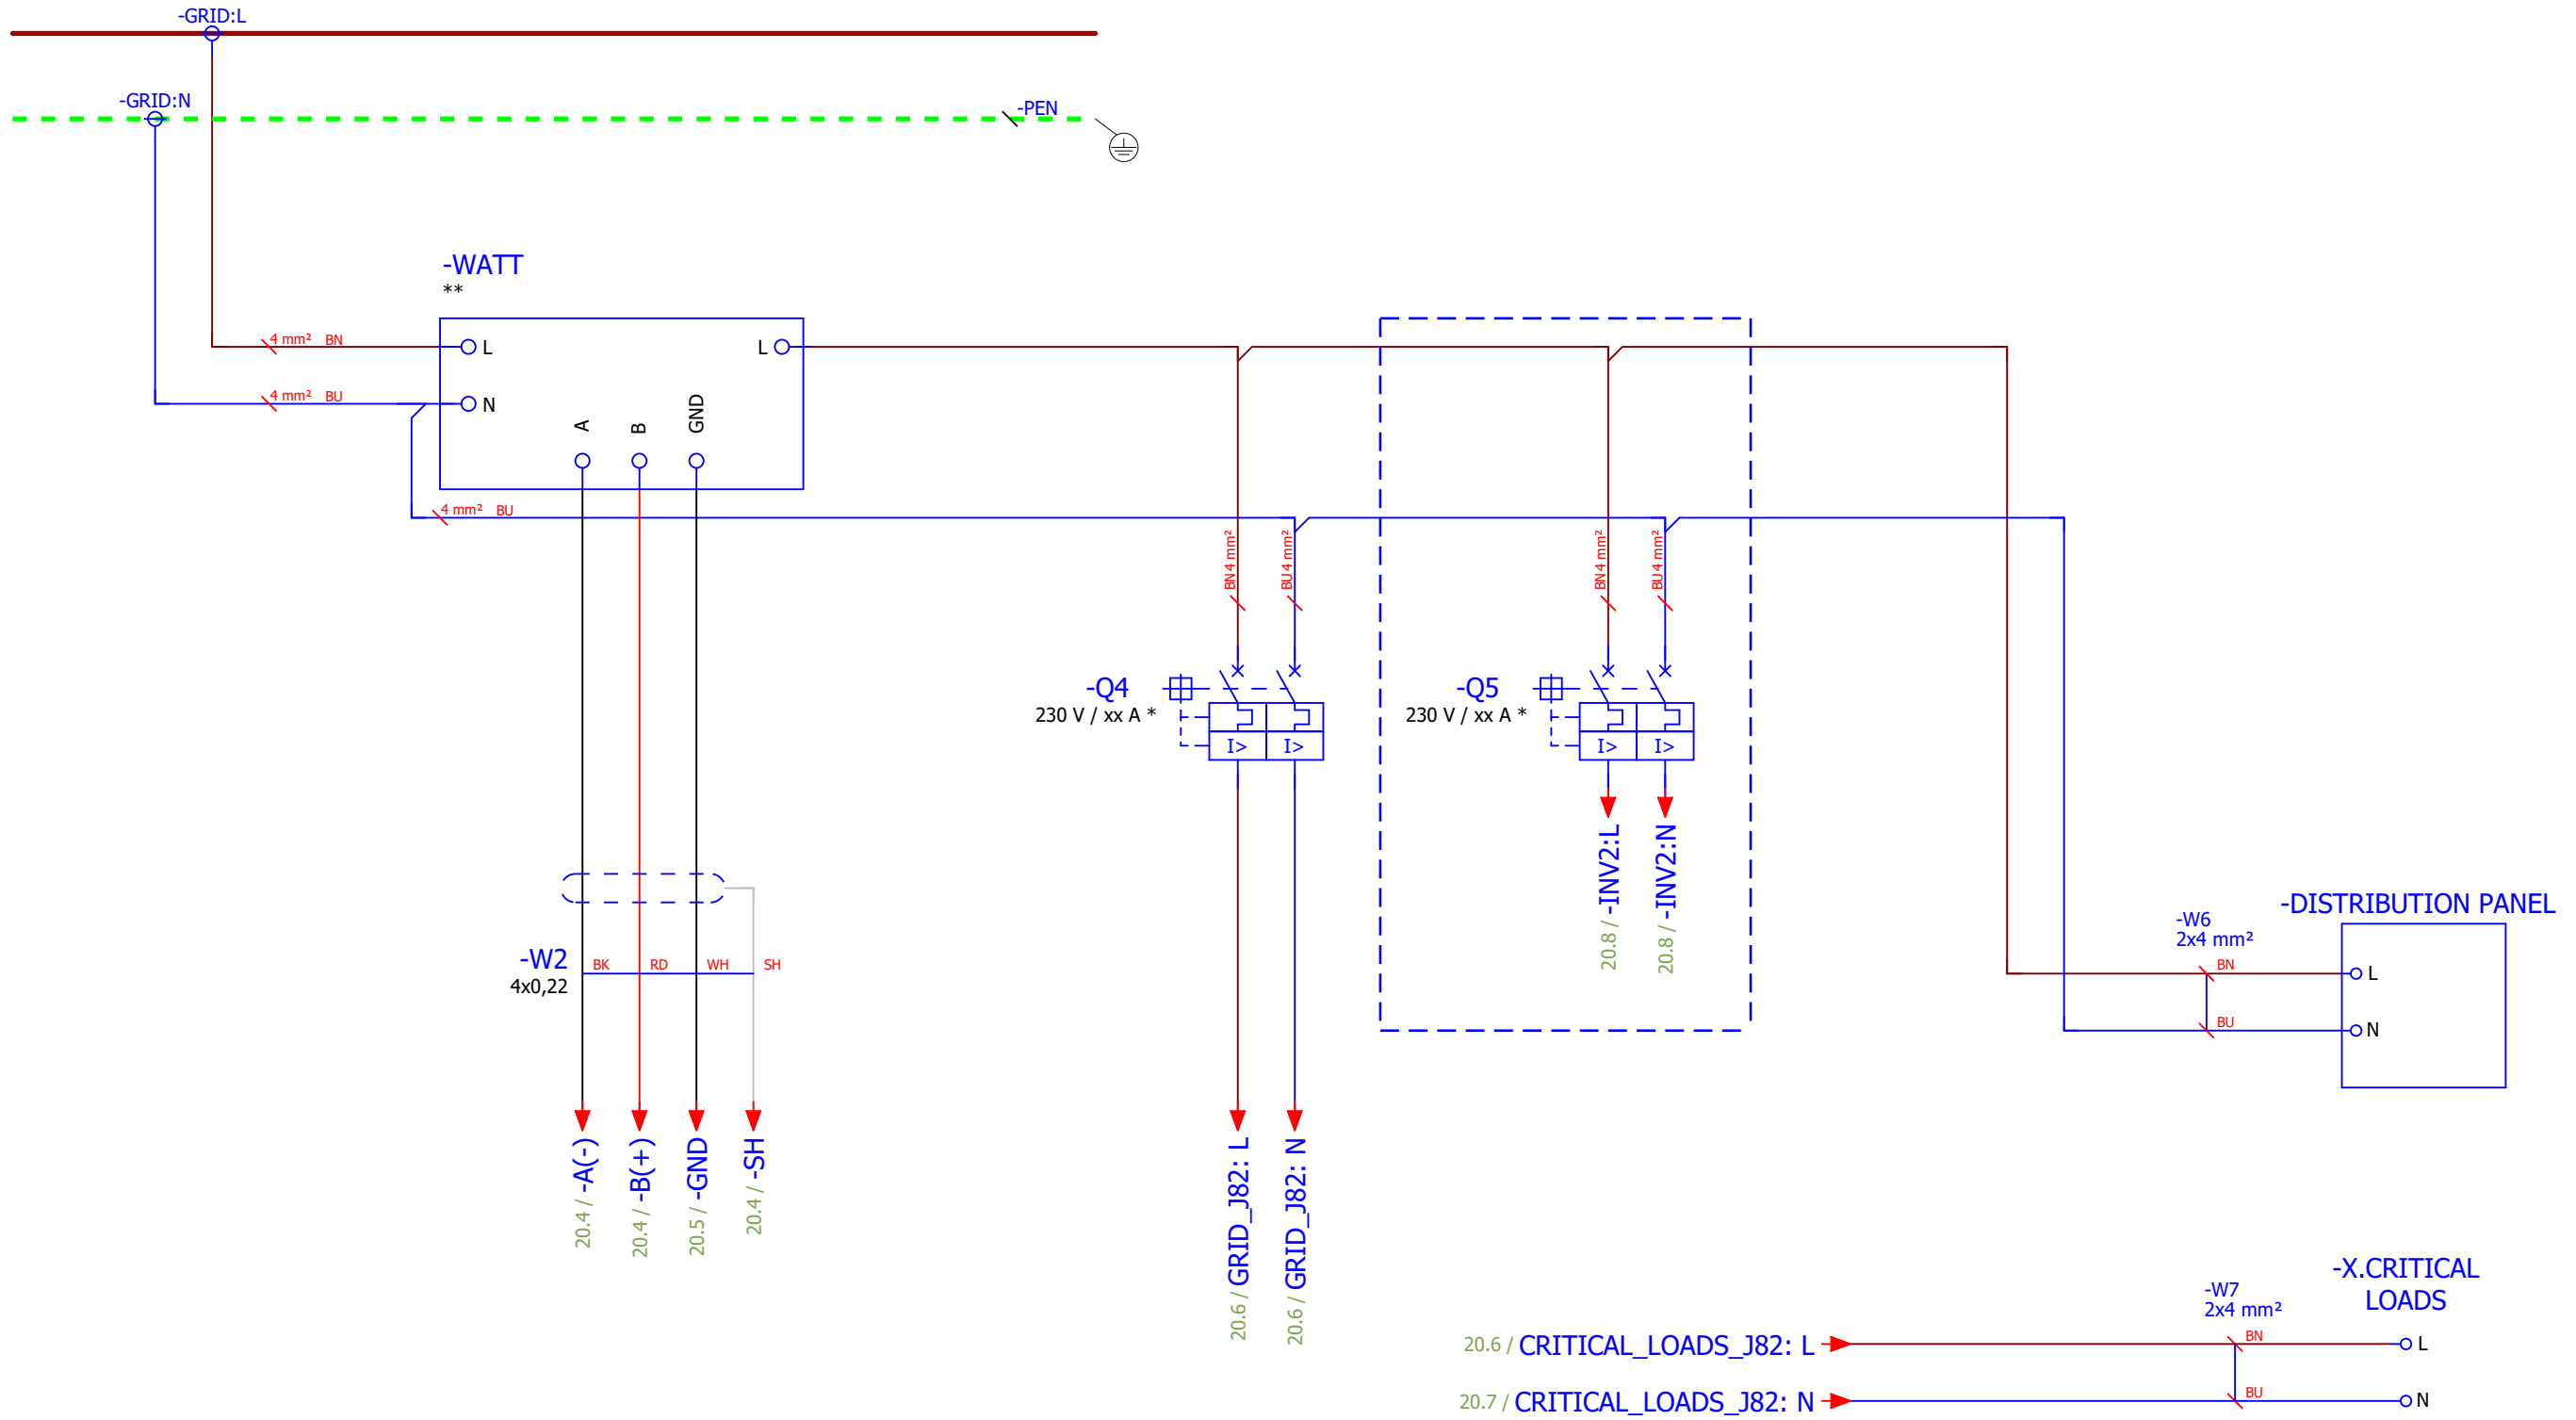 -GRID:L
-GRID:N
-PEN
-WATT
**
4 mm² BN
L
L
4 mm² BU
N
A
B
GND
4 mm² BU
BN 4 mm²
BU 4 mm²
BN 4 mm²
BU 4 mm²
-Q4
230 V / xx A *
I>
I>
-Q5
230 V / xx A *
I>
I>
20.8 / -INV2:L
20.8 / -INV2:N
-W2
4x0,22
BK
RD
WH
SH
-DISTRIBUTION PANEL
-W6
2x4 mm²
BN
L
BU
N
20.4 / -A(-)
20.4 / -B(+)
20.5 / -GND
20.4 / -SH
20.6 / GRID_J82: L
20.6 / GRID_J82: N
-X.CRITICAL
LOADS
-W7
2x4 mm²
20.6 / CRITICAL_LOADS_J82: L
BN
L
20.7 / CRITICAL_LOADS_J82: N
BU
N